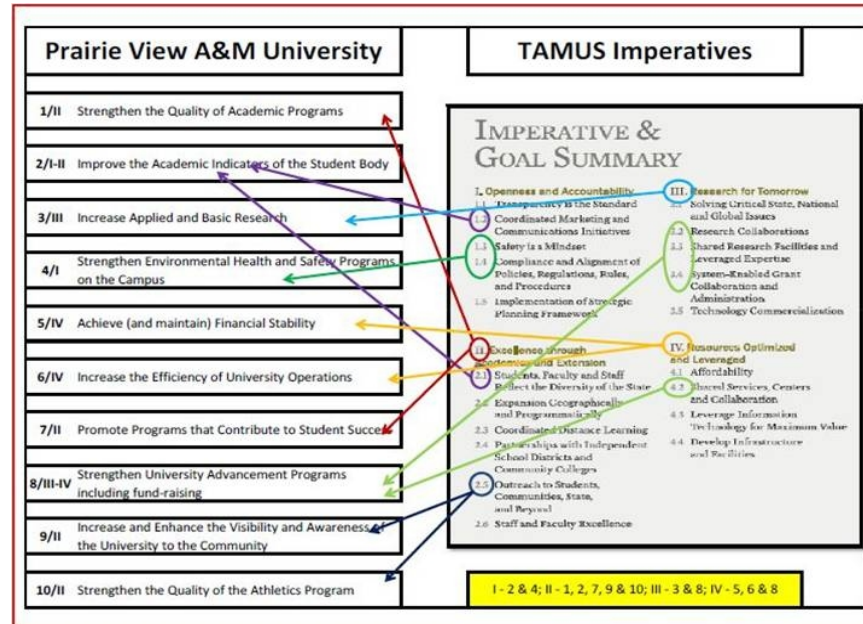 Prairie View A&M University
TAMUS Imperatives
1/II Strengthen the Quality of Academic Programs
2/I-II Improve the Academic Indicators of the Student Body
3/III Increase Applied and Basic Research
4/I Strengthen Environmental Health and Safety Programs
on the Campus
5/IV Achieve (and maintain) Financial Stability
6/IV Increase the Efficiency of University Operations
7/II Promote Programs that Contribute to Student Success
8/III-IV Strengthen University Advancement Programs
including fund-raising
9/II Increase and Enhance the Visibility and Awareness of
the University to the Community
10/II Strengthen the Quality of the Athletics Program
IMPERATIVE &
GOAL SUMMARY
I. Openness and Accountability
1.1 Transparency is the Standard
1.2 Coordinated Marketing and
Communications Initiatives
1.3 Safety is a Mindset
1.4 Compliance and Alignment of
Policies, Regulations, Rules,
and Procedures
1.5 Implementation of Strategic
Planning Framework
II. Excellence through
Academics and Extension
2.1 Students, Faculty and Staff
Reflect the Diversity of the State
2.2 Expansion Geographically
and Programmatically
2.3 Coordinated Distance Learning
2.4 Partnerships with Independent
School Districts and
Community Colleges
2.5 Outreach to Students,
Communities, State,
and Beyond
2.6 Staff and Faculty Excellence
III. Research for Tomorrow
3.1 Solving Critical State, National
and Global Issues
3.2 Research Collaborations
3.3 Shared Research Facilities and
Leveraged Expertise
3.4 System-Enabled Grant
Collaboration and
Administration
3.5 Technology Commercialization
IV. Resources Optimized
and Leveraged
4.1 Affordability
4.2 Shared Services, Centers
and Collaboration
4.3 Leverage Information
Technology for Maximum Value
4.4 Develop Infrastructure
and Facilities
I - 2 & 4; II - 1, 2, 7, 9 & 10; III - 3 & 8; IV - 5, 6 & 8